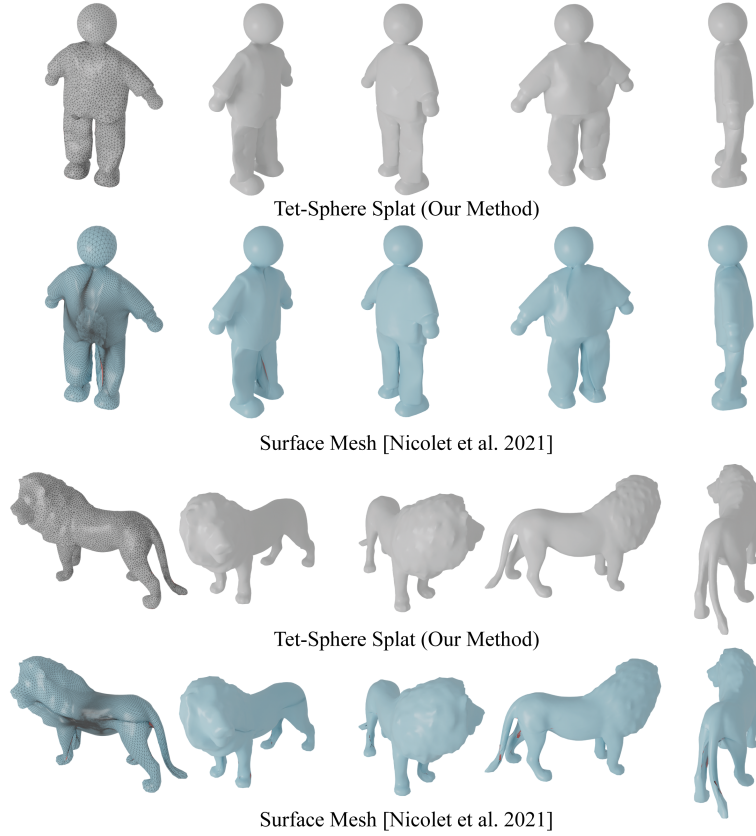 Tet-Sphere Splat (Our Method)
Surface Mesh [Nicolet et al. 2021]
Tet-Sphere Splat (Our Method)
Surface Mesh [Nicolet et al. 2021]